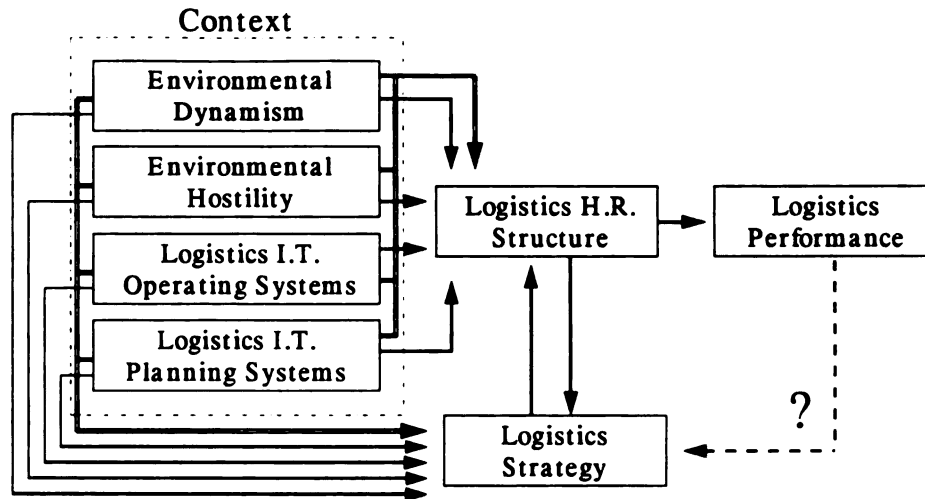 Context
Environmental
Dynamism
Environmental
Hostility
Logistics I.T.
Operating Systems
Logistics I.T.
Planning Systems
Logistics H.R.
Structure
Logistics
Performance
Logistics
Strategy
?